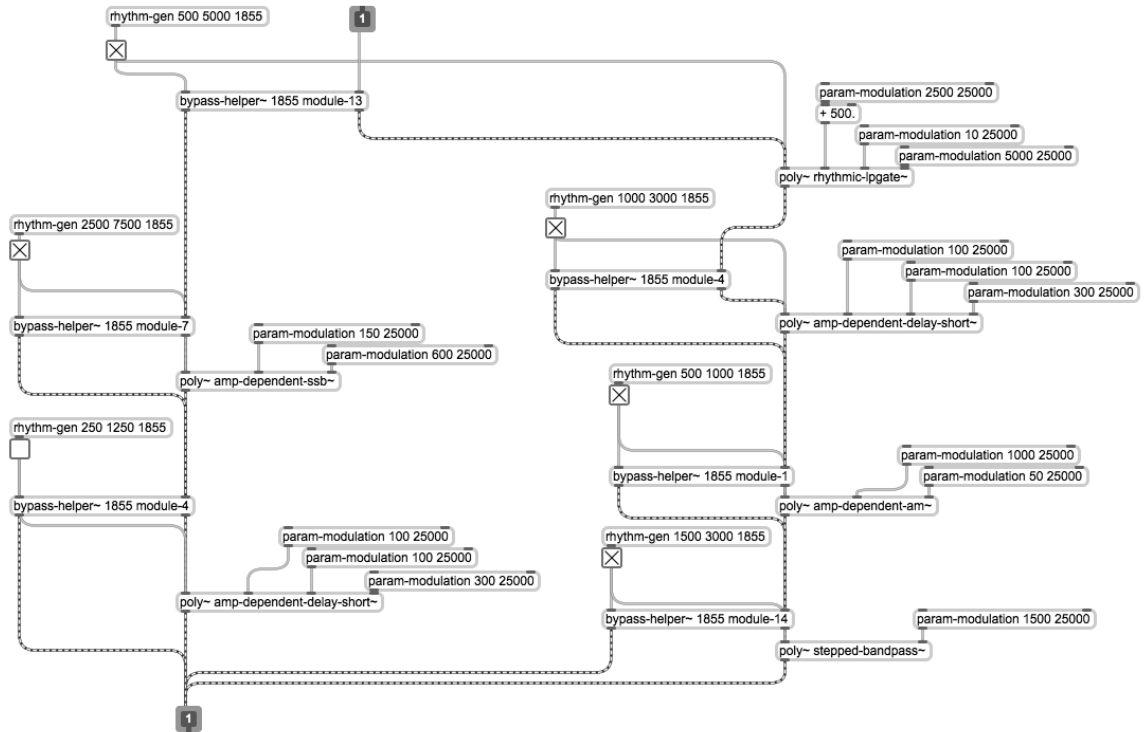 rhythm-gen 500 5000 1855
1
bypass-helper~ 1855 module-13
param-modulation 2500 25000
+ 500.
param-modulation 10 25000
param-modulation 5000 25000
poly~ rhythmic-lpgate~
rhythm-gen 2500 7500 1855
rhythm-gen 1000 3000 1855
param-modulation 100 25000
param-modulation 100 25000
param-modulation 300 25000
bypass-helper~ 1855 module-4
bypass-helper~ 1855 module-7
poly~ amp-dependent-delay-short~
param-modulation 150 25000
param-modulation 600 25000
poly~ amp-dependent-ssb~
rhythm-gen 500 1000 1855
rhythm-gen 250 1250 1855
param-modulation 1000 25000
param-modulation 50 25000
bypass-helper~ 1855 module-1
bypass-helper~ 1855 module-4
poly~ amp-dependent-am~
param-modulation 100 25000
param-modulation 100 25000
param-modulation 300 25000
rhythm-gen 1500 3000 1855
poly~ amp-dependent-delay-short~
bypass-helper~ 1855 module-14
param-modulation 1500 25000
poly~ stepped-bandpass~
1